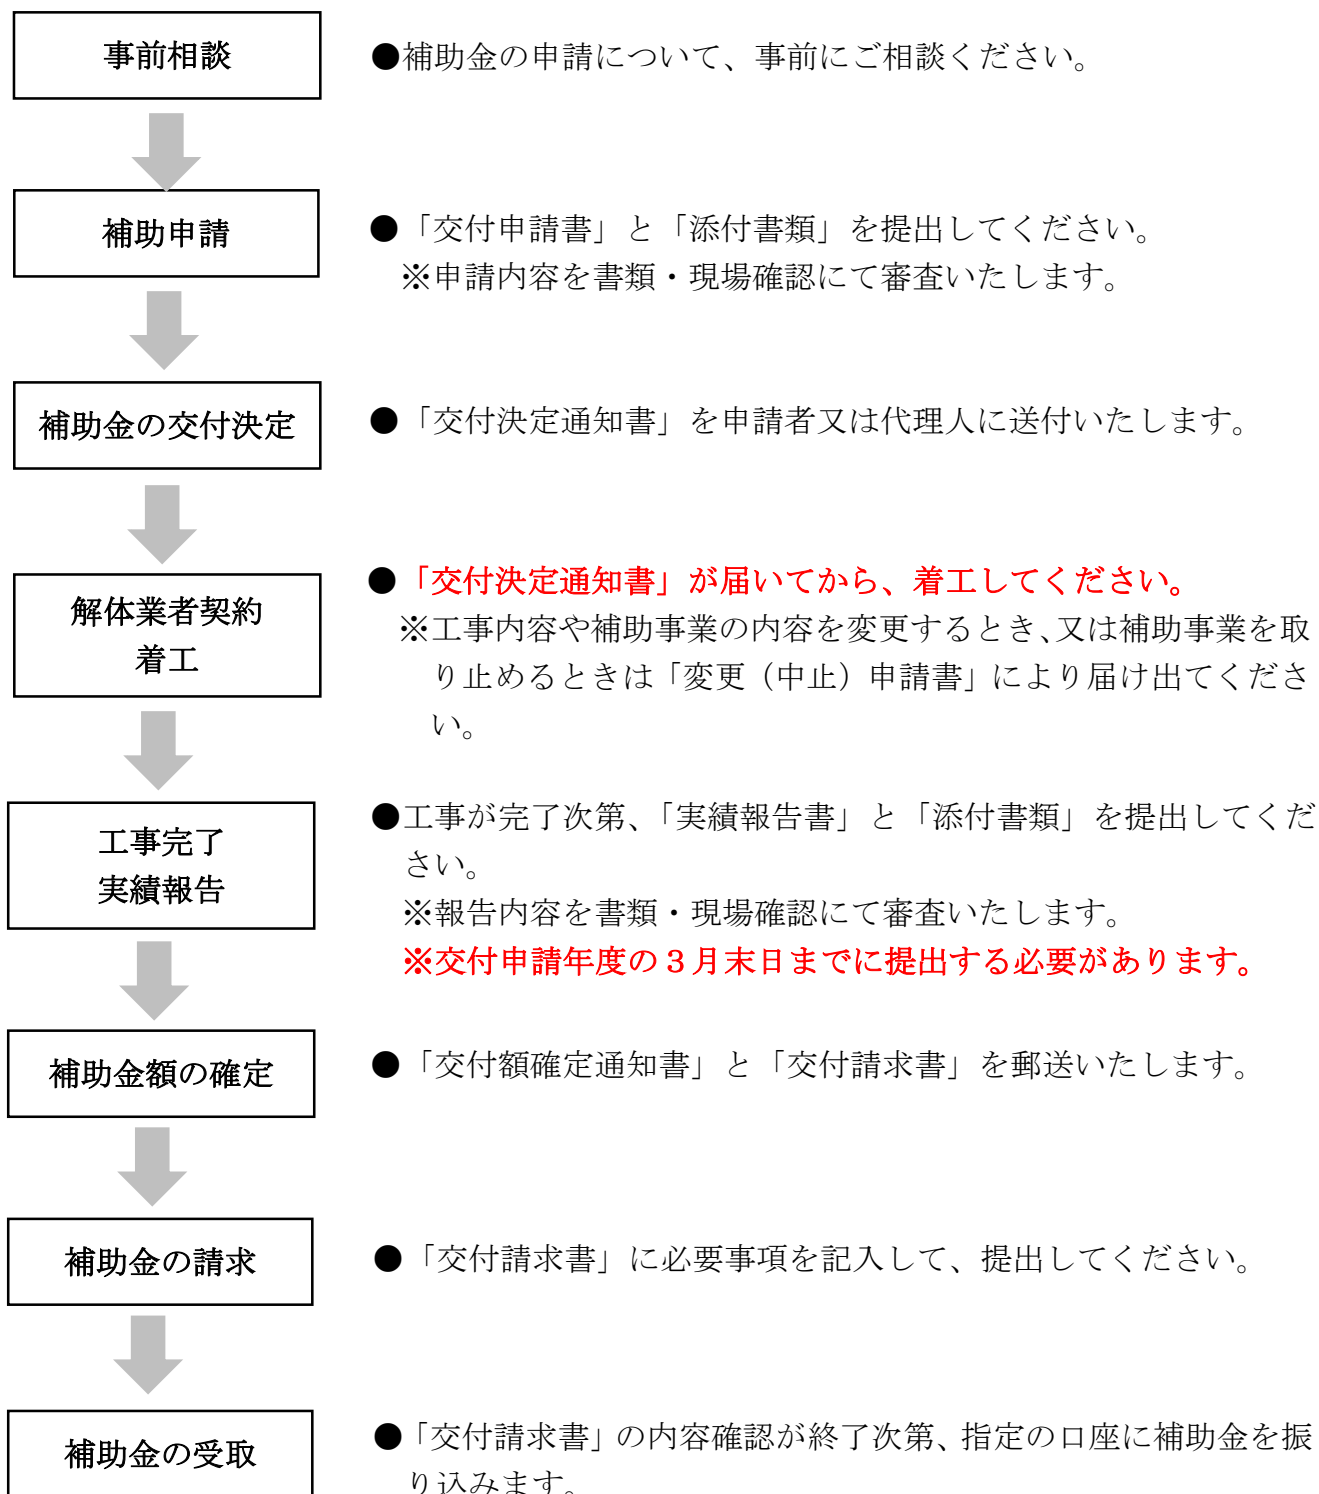 事前相談
●補助金の申請について、事前にご相談ください。
補助申請
●「交付申請書」と「添付書類」を提出してください。
※申請内容を書類・現場確認にて審査いたします。
補助金の交付決定
●「交付決定通知書」を申請者又は代理人に送付いたします。
解体業者契約
着工
●「交付決定通知書」が届いてから、着工してください。
※工事内容や補助事業の内容を変更するとき、又は補助事業を取
り止めるときは「変更（中止）申請書」により届け出てくださ
い。
工事完了
実績報告
●工事が完了次第、「実績報告書」と「添付書類」を提出してくだ
さい。
※報告内容を書類・現場確認にて審査いたします。
※交付申請年度の３月末日までに提出する必要があります。
補助金額の確定
●「交付額確定通知書」と「交付請求書」を郵送いたします。
補助金の請求
●「交付請求書」に必要事項を記入して、提出してください。
補助金の受取
●「交付請求書」の内容確認が終了次第、指定の口座に補助金を振
り込みます。